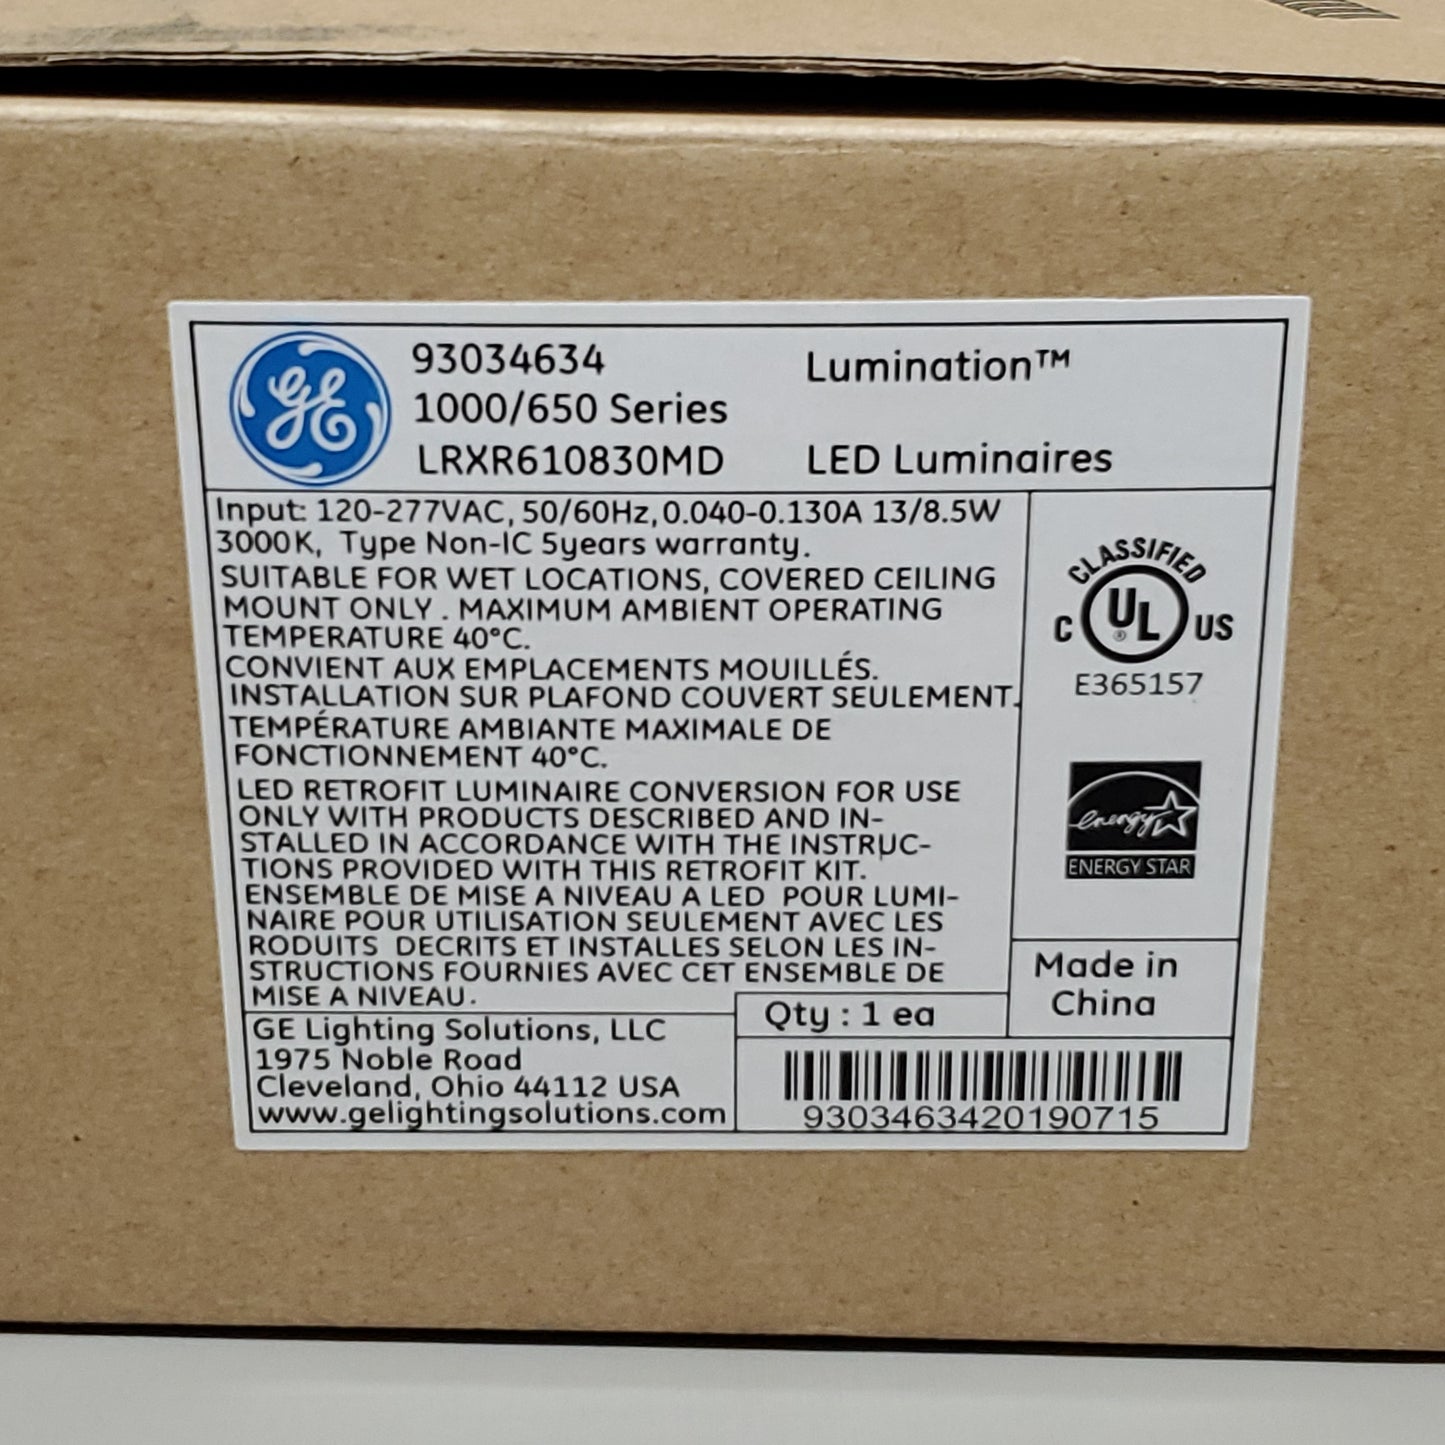 GE
93034634
1000/650 Series
LRXR610830MD
Lumination™
LED Luminaires
Input: 120-277VAC, 50/60Hz, 0.040-0.130A 13/8.5W
3000K, Type Non-IC 5years warranty.
SUITABLE FOR WET LOCATIONS, COVERED CEILING
MOUNT ONLY . MAXIMUM AMBIENT OPERATING
TEMPERATURE 40°C.
CONVIENT AUX EMPLACEMENTS MOUILLÉS.
INSTALLATION SUR PLAFOND COUVERT SEULEMENT.
TEMPÉRATURE AMBIANTE MAXIMALE DE
FONCTIONNEMENT 40°C.
LED RETROFIT LUMINAIRE CONVERSION FOR USE
ONLY WITH PRODUCTS DESCRIBED AND IN-
STALLED IN ACCORDANCE WITH THE INSTRUC-
TIONS PROVIDED WITH THIS RETROFIT KIT.
ENSEMBLE DE MISE A NIVEAU A LED POUR LUMI-
NAIRE POUR UTILISATION SEULEMENT AVEC LES
RODUITS DECRITS ET INSTALLES SELON LES IN-
STRUCTIONS FOURNIES AVEC CET ENSEMBLE DE
MISE A NIVEAU.
CLASSIFIED
C UL® US
E365157
energy
ENERGY STAR
Made in
China
Qty : 1 ea
GE Lighting Solutions, LLC
1975 Noble Road
Cleveland, Ohio 44112 USA
www.gelightingsolutions.com
9303463420190715